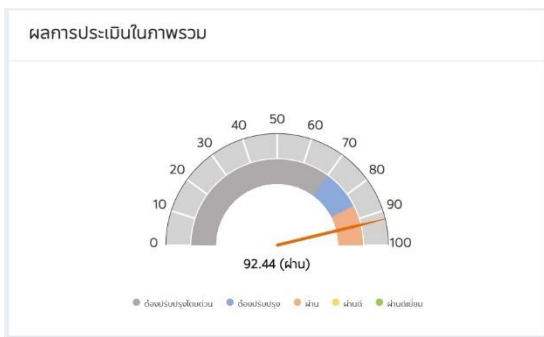 ผลการประเมินในภาพรวม
0 10 20 30 40 50 60 70 80 90 100
92.44 (ผ่าน)
ต้องปรับปรุงโดยด่วน ต้องปรับปรุง ผ่าน ผ่านดี ผ่านดีเยี่ยม